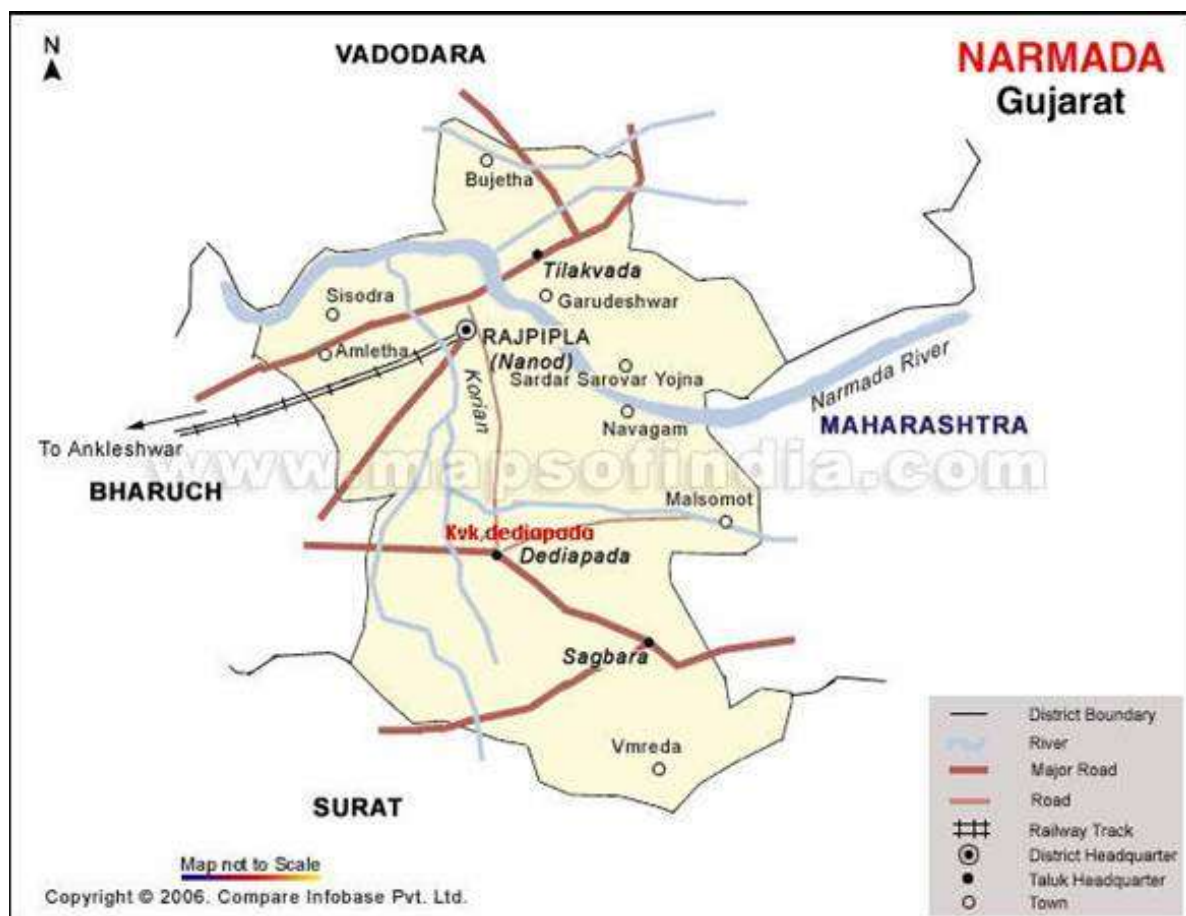 N
VADODARA
NARMADA
Gujarat
Bujetha
Tilakvada
Sisodra
Garudeshwar
RAJPIPLA
(Nanod)
Amletha
Korian
Sardar Sarovar Yojna
Narmada River
Navagam
MAHARASHTRA
To Ankleshwar
BHARUCH
www.mapsofindia.com
Malsomot
Kvk,dediapada
Dediapada
Sagbara
Vmreda
SURAT
District Boundary
River
Major Road
Road
Railway Track
District Headquarter
Taluk Headquarter
Town
Map not to Scale
Copyright © 2006. Compare Infobase Pvt. Ltd.